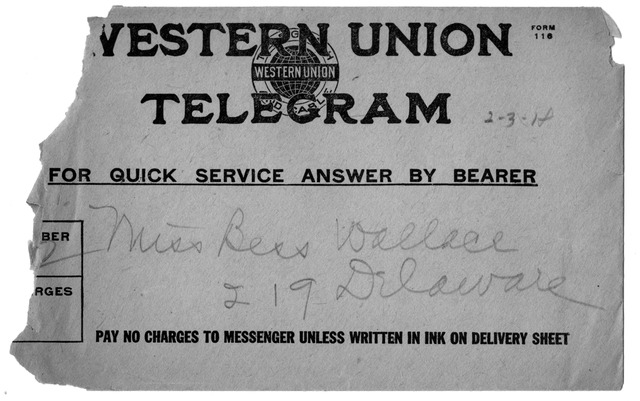 WESTERN UNION
FORM
116
WESTERN UNION
TELEGRAM
2-3-18
FOR QUICK SERVICE ANSWER BY BEARER
BER
Miss Bess Wallace
RGES
219 Delaware
PAY NO CHARGES TO MESSENGER UNLESS WRITTEN IN INK ON DELIVERY SHEET